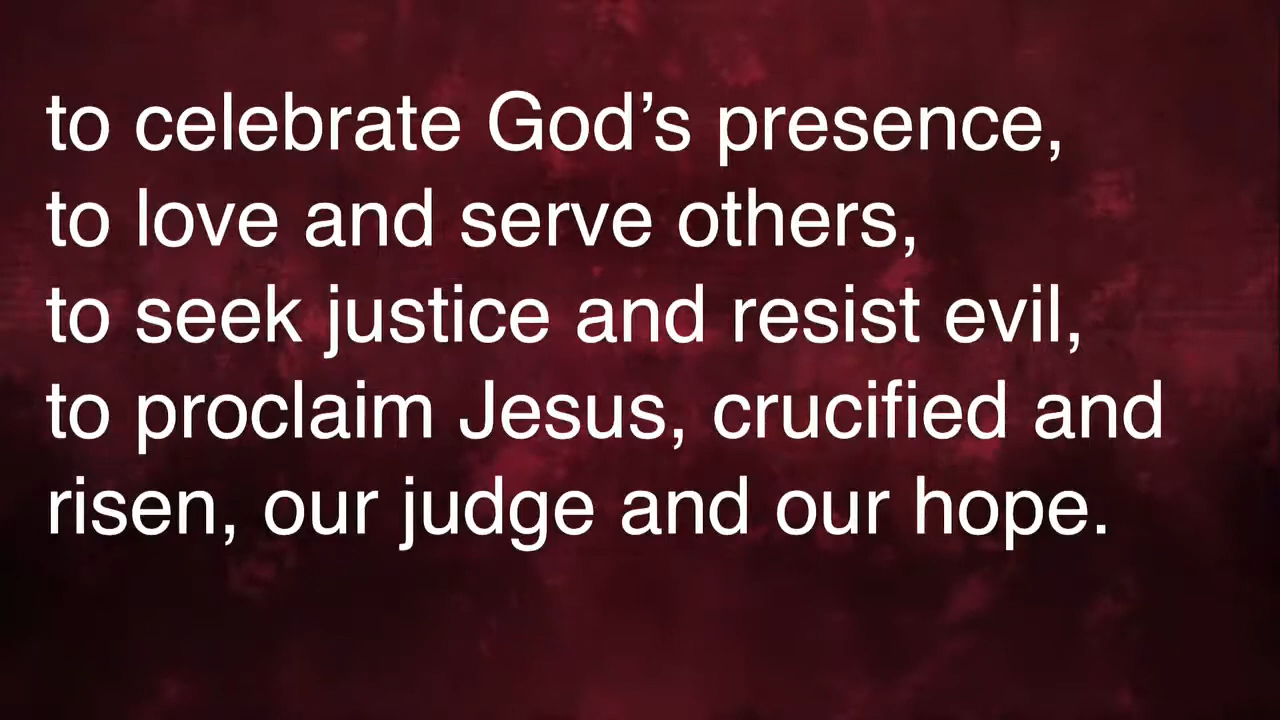 to celebrate God’s presence,
to love and serve others,
to seek justice and resist evil,
to proclaim Jesus, crucified and
risen, our judge and our hope.